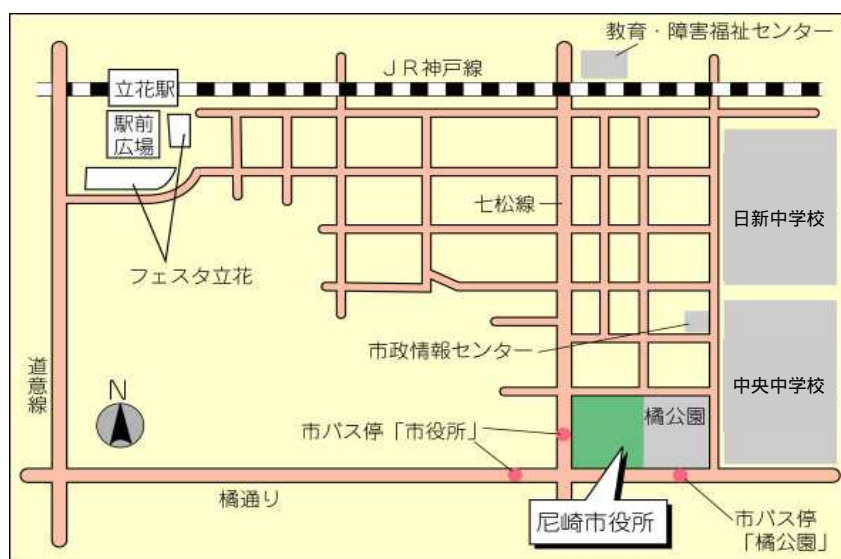 教育・障害福祉センター
JR神戸線
立花駅
駅前
広場
七松線
日新中学校
フェスタ立花
市政情報センター
道意線
中央中学校
N
橘公園
市バス停「市役所」
橘通り
尼崎市役所
市バス停
「橘公園」